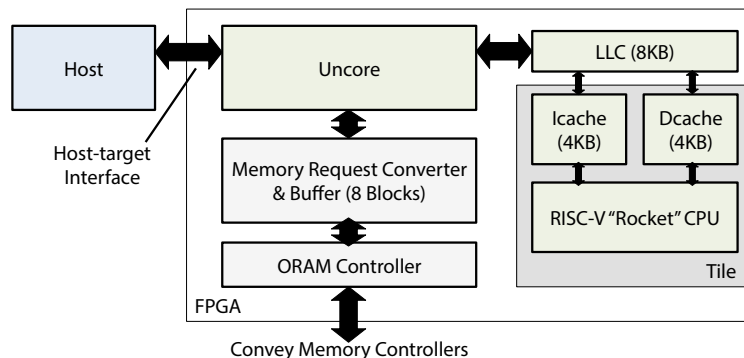 Host
Uncore
LLC (8KB)
Icache
(4KB)
Dcache
(4KB)
Host-target
Interface
Memory Request Converter
& Buffer (8 Blocks)
RISC-V “Rocket” CPU
ORAM Controller
Tile
FPGA
Convey Memory Controllers